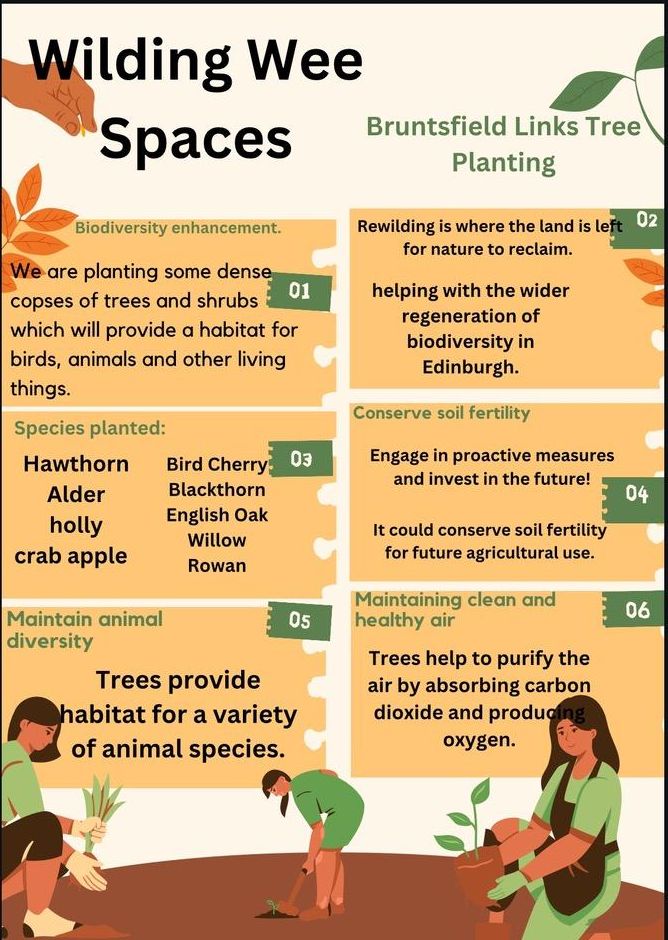 Wilding Wee
Spaces
Bruntsfield Links Tree
Planting
Biodiversity enhancement.
01
We are planting some dense
copses of trees and shrubs
which will provide a habitat for
birds, animals and other living
things.
02
Rewilding is where the land is left
for nature to reclaim.
helping with the wider
regeneration of
biodiversity in
Edinburgh.
Species planted:
03
Hawthorn
Alder
holly
crab apple
Bird Cherry
Blackthorn
English Oak
Willow
Rowan
Conserve soil fertility
04
Engage in proactive measures
and invest in the future!
It could conserve soil fertility
for future agricultural use.
Maintain animal
diversity
05
Trees provide
habitat for a variety
of animal species.
Maintaining clean and
healthy air
06
Trees help to purify the
air by absorbing carbon
dioxide and producing
oxygen.